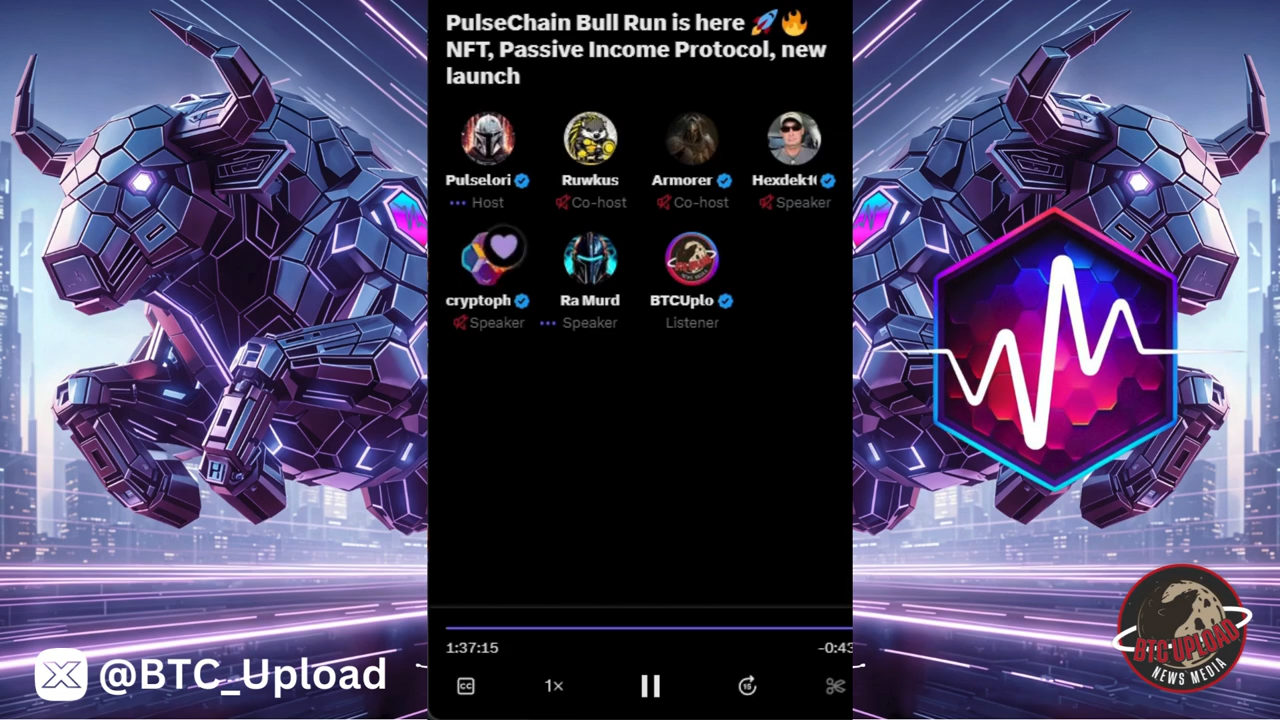 PulseChain Bull Run is here 🚀🔥
NFT, Passive Income Protocol, new
launch
Pulselori
Ruwkus
Armorer
Hexdek1(
Host
Co-host
Co-host
Speaker
cryptoph
Ra Murd
BTCUplo
Speaker
Speaker
Listener
1:37:15
-0:43
CC
1×
15
@BTC_Upload
BTC UPLOAD
NEWS MEDIA
H